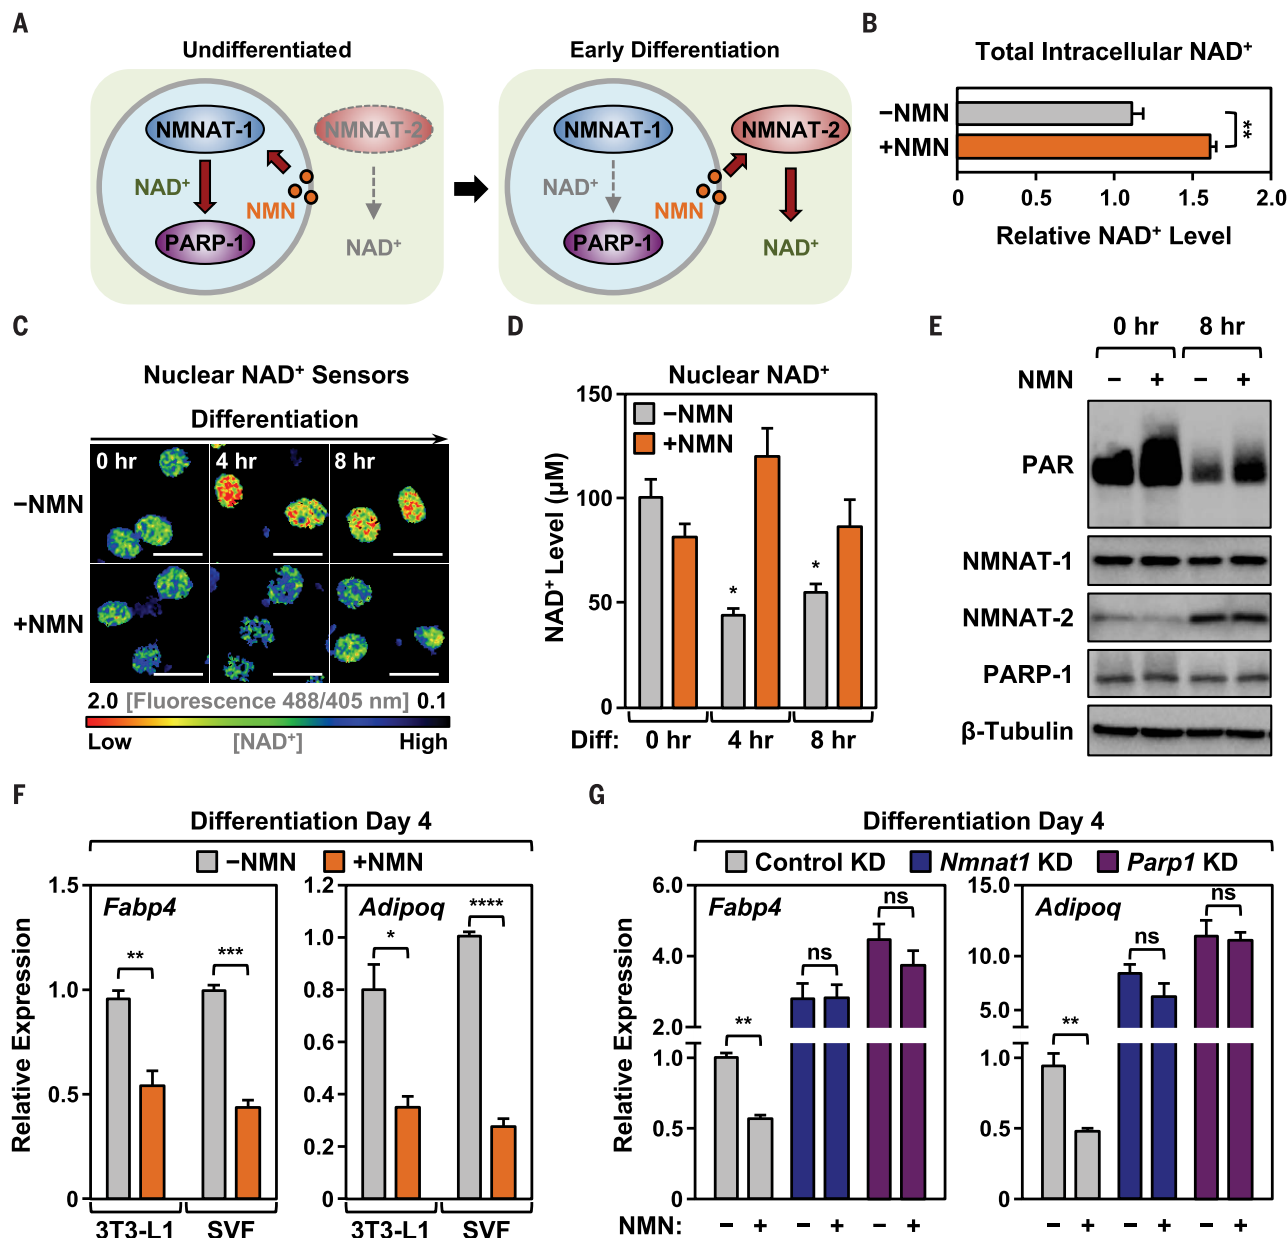 A
Undifferentiated
Early Differentiation
NMNAT-1
NMNAT-2
NAD⁺
NMN
PARP-1
NAD⁺
NMNAT-1
NMNAT-2
NAD⁺
NMN
PARP-1
NAD⁺
B
Total Intracellular NAD⁺
−NMN
+NMN
**
0 0.5 1.0 1.5 2.0
Relative NAD⁺ Level
C
Nuclear NAD⁺ Sensors
Differentiation
0 hr 4 hr 8 hr
−NMN
+NMN
2.0 [Fluorescence 488/405 nm] 0.1
Low [NAD⁺] High
D
Nuclear NAD⁺
−NMN
+NMN
NAD⁺ Level (µM)
150
100
50
0
* *
Diff: 0 hr 4 hr 8 hr
E
0 hr 8 hr
NMN − + − +
PAR
NMNAT-1
NMNAT-2
PARP-1
β-Tubulin
F
Differentiation Day 4
−NMN +NMN
Relative Expression
Fabp4
1.5
1.0
0.5
0
** ***
3T3-L1 SVF
Adipoq
1.2
1.0
0.8
0.6
0.4
0.2
0
* ****
3T3-L1 SVF
G
Differentiation Day 4
Control KD Nmnat1 KD Parp1 KD
Relative Expression
Fabp4
6.0
4.0
2.0
1.0
0.5
0
** ns ns
Adipoq
15.0
10.0
5.0
1.0
0.5
0
** ns ns
NMN: − + − + − + − + − + − +